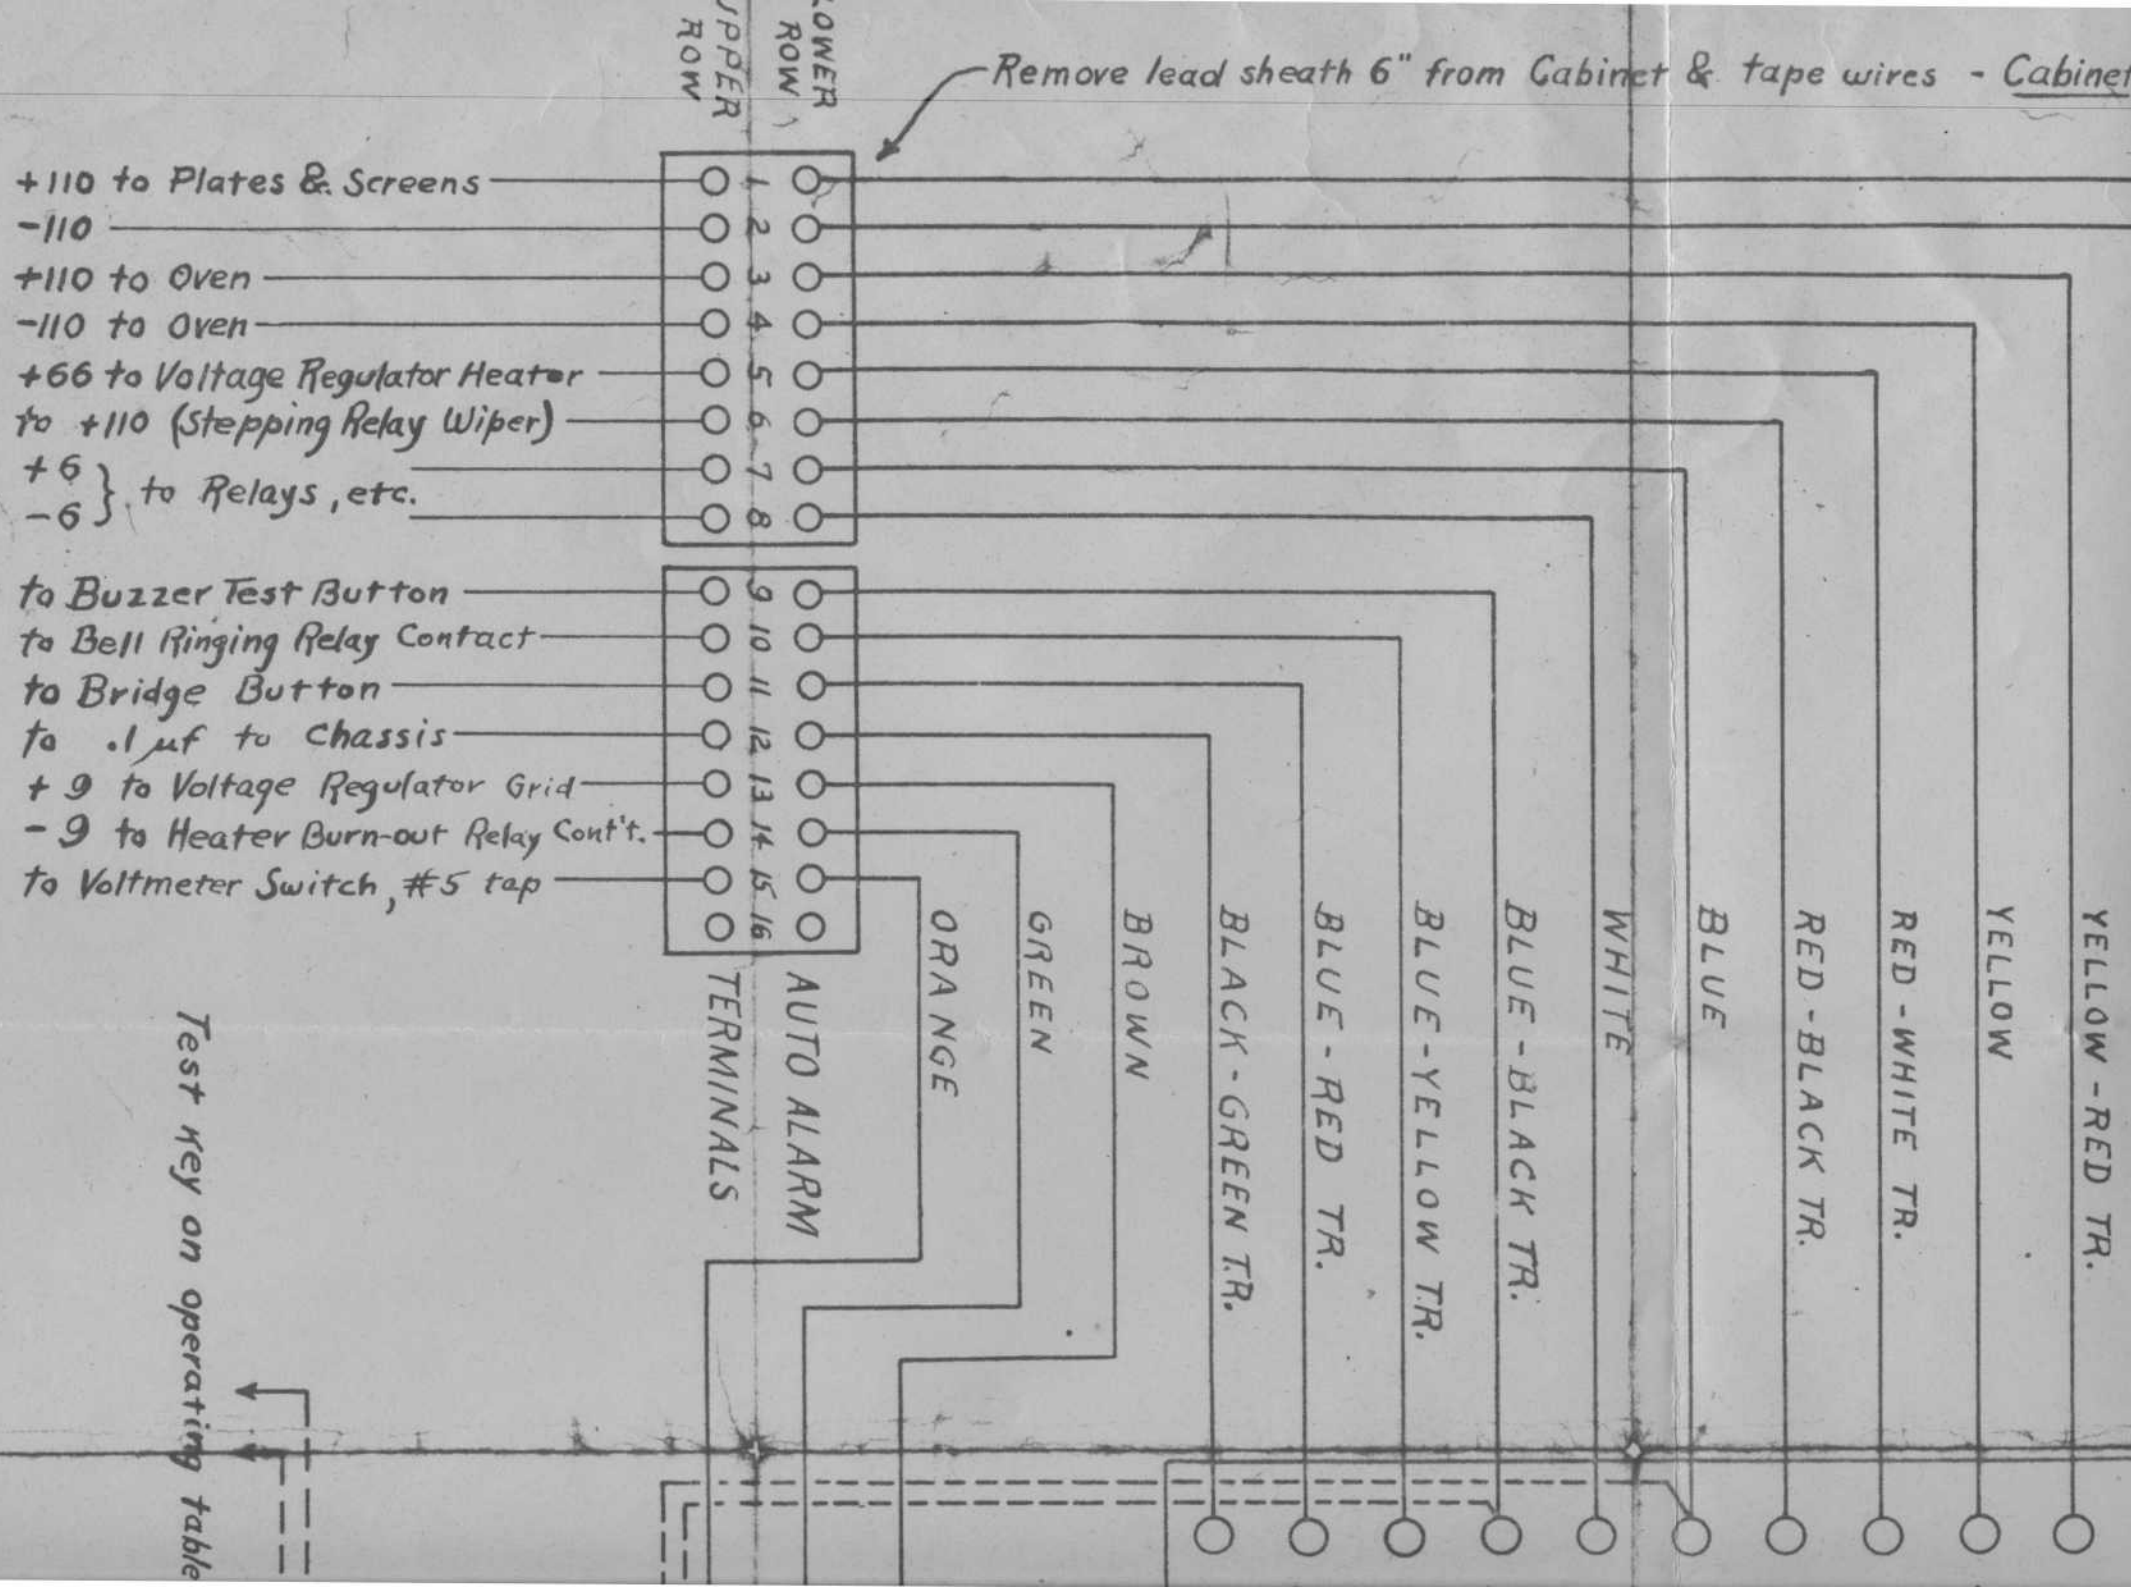 UPPER
ROW
LOWER
ROW
Remove lead sheath 6" from Cabinet & tape wires - Cabinet
+110 to Plates & Screens
-110
+110 to Oven
-110 to Oven
+66 to Voltage Regulator Heater
to +110 (Stepping Relay Wiper)
+6
-6 } to Relays, etc.
1
2
3
4
5
6
7
8
to Buzzer Test Button
to Bell Ringing Relay Contact
to Bridge Button
to .1 µf to Chassis
+ 9 to Voltage Regulator Grid
- 9 to Heater Burn-out Relay Cont't.
to Voltmeter Switch, #5 tap
9
10
11
12
13
14
15
16
AUTO ALARM
TERMINALS
ORANGE
GREEN
BROWN
BLACK-GREEN TR.
BLUE-RED TR.
BLUE-YELLOW TR.
BLUE-BLACK TR.
WHITE
BLUE
RED-BLACK TR.
RED-WHITE TR.
YELLOW
YELLOW-RED TR.
Test Key on operating table